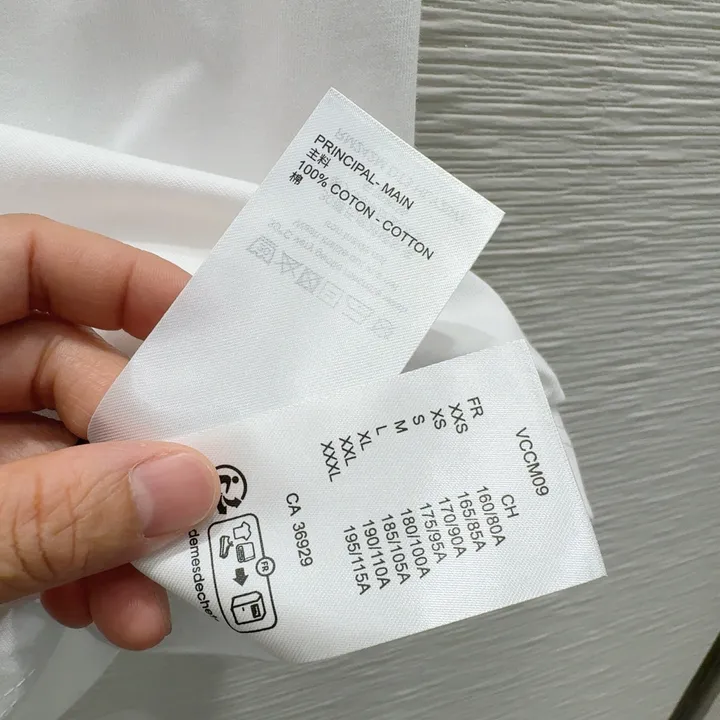 PRINCIPAL- MAIN
主料
100% COTON - COTTON
棉
VCCM09
FR CH
XXS 160/80A
XS 165/85A
S 170/90A
M 175/95A
L 180/100A
XL 185/105A
XXL 190/110A
XXXL 195/115A
CA 36929
FR
demesdeche